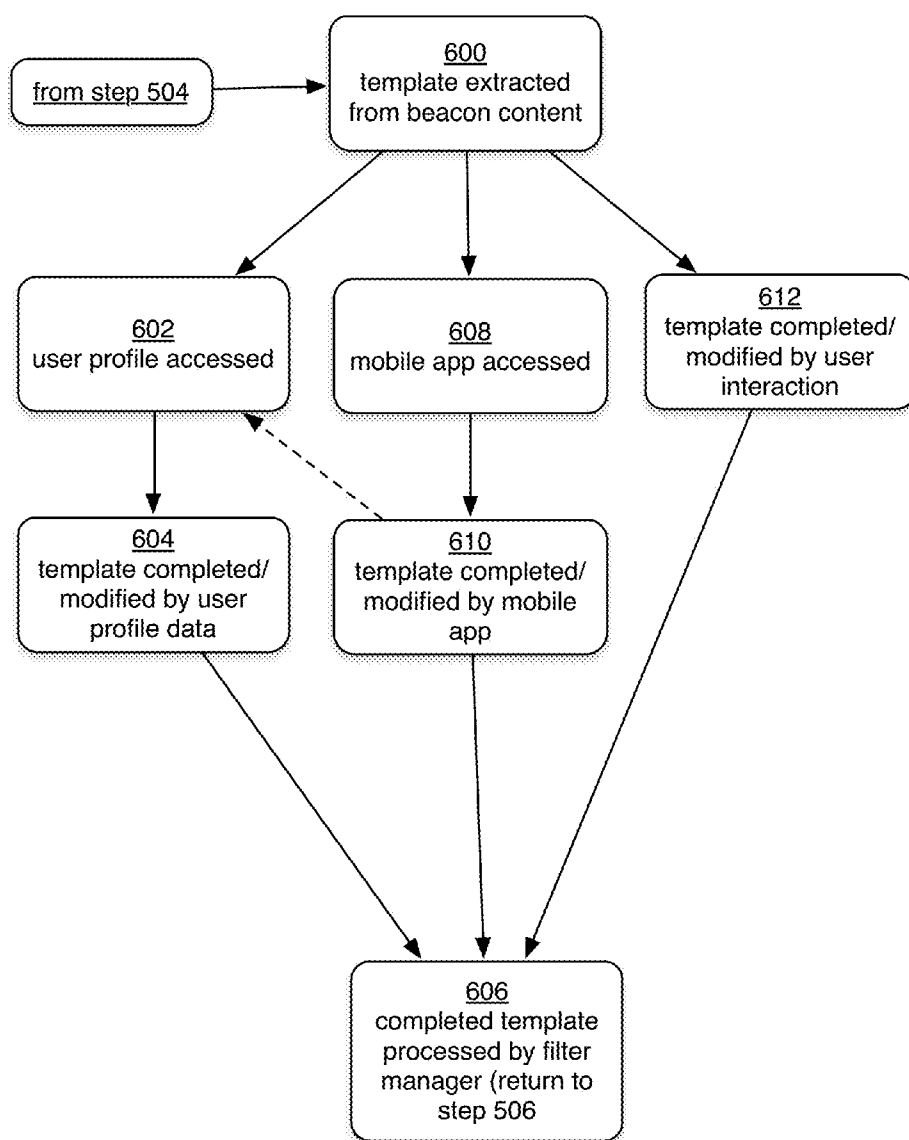 from step 504
600
template extracted
from beacon content
602
user profile accessed
608
mobile app accessed
612
template completed/
modified by user
interaction
604
template completed/
modified by user
profile data
610
template completed/
modified by mobile
app
606
completed template
processed by filter
manager (return to
step 506